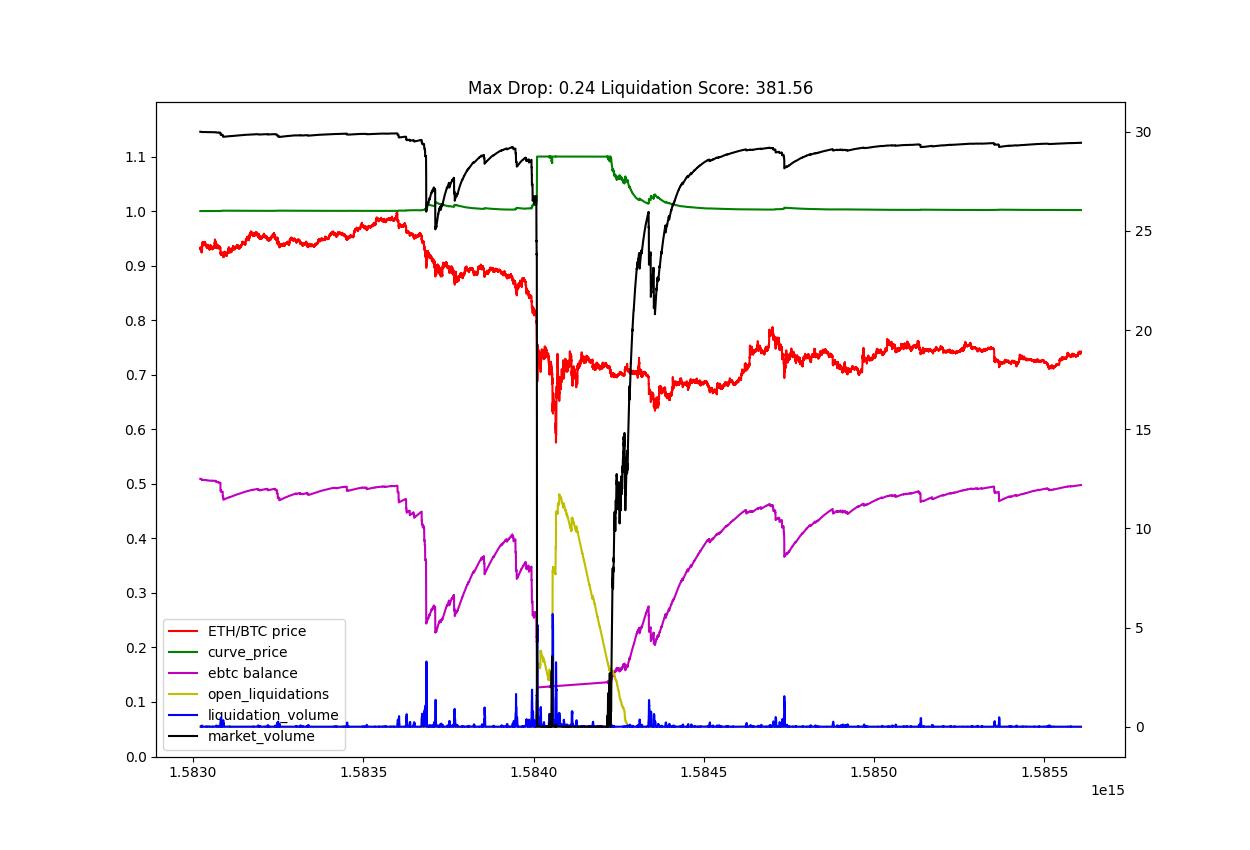 Max Drop: 0.24 Liquidation Score: 381.56
1.1
1.0
0.9
0.8
0.7
0.6
0.5
0.4
0.3
0.2
0.1
0.0
30
25
20
15
10
5
0
ETH/BTC price
curve_price
ebtc balance
open_liquidations
liquidation_volume
market_volume
1.5830 1.5835 1.5840 1.5845 1.5850 1.5855
1e15